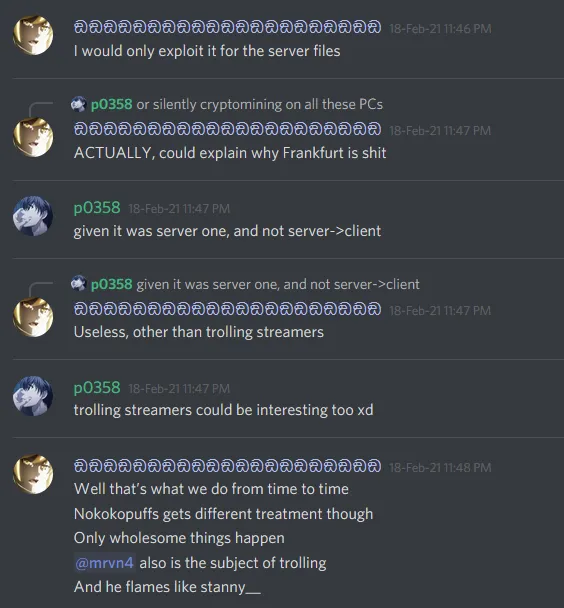 ඞඞඞඞඞඞඞඞඞඞඞඞඞඞඞඞඞඞඞඞඞ 18-Feb-21 11:46 PM
I would only exploit it for the server files
p0358 or silently cryptomining on all these PCs
ඞඞඞඞඞඞඞඞඞඞඞඞඞඞඞඞඞඞඞඞඞ 18-Feb-21 11:47 PM
ACTUALLY, could explain why Frankfurt is shit
p0358 18-Feb-21 11:47 PM
given it was server one, and not server->client
p0358 given it was server one, and not server->client
ඞඞඞඞඞඞඞඞඞඞඞඞඞඞඞඞඞඞඞඞඞ 18-Feb-21 11:47 PM
Useless, other than trolling streamers
p0358 18-Feb-21 11:47 PM
trolling streamers could be interesting too xd
ඞඞඞඞඞඞඞඞඞඞඞඞඞඞඞඞඞඞඞඞඞ 18-Feb-21 11:48 PM
Well that's what we do from time to time
Nokokopuffs gets different treatment though
Only wholesome things happen
@mrvn4 also is the subject of trolling
And he flames like stanny__